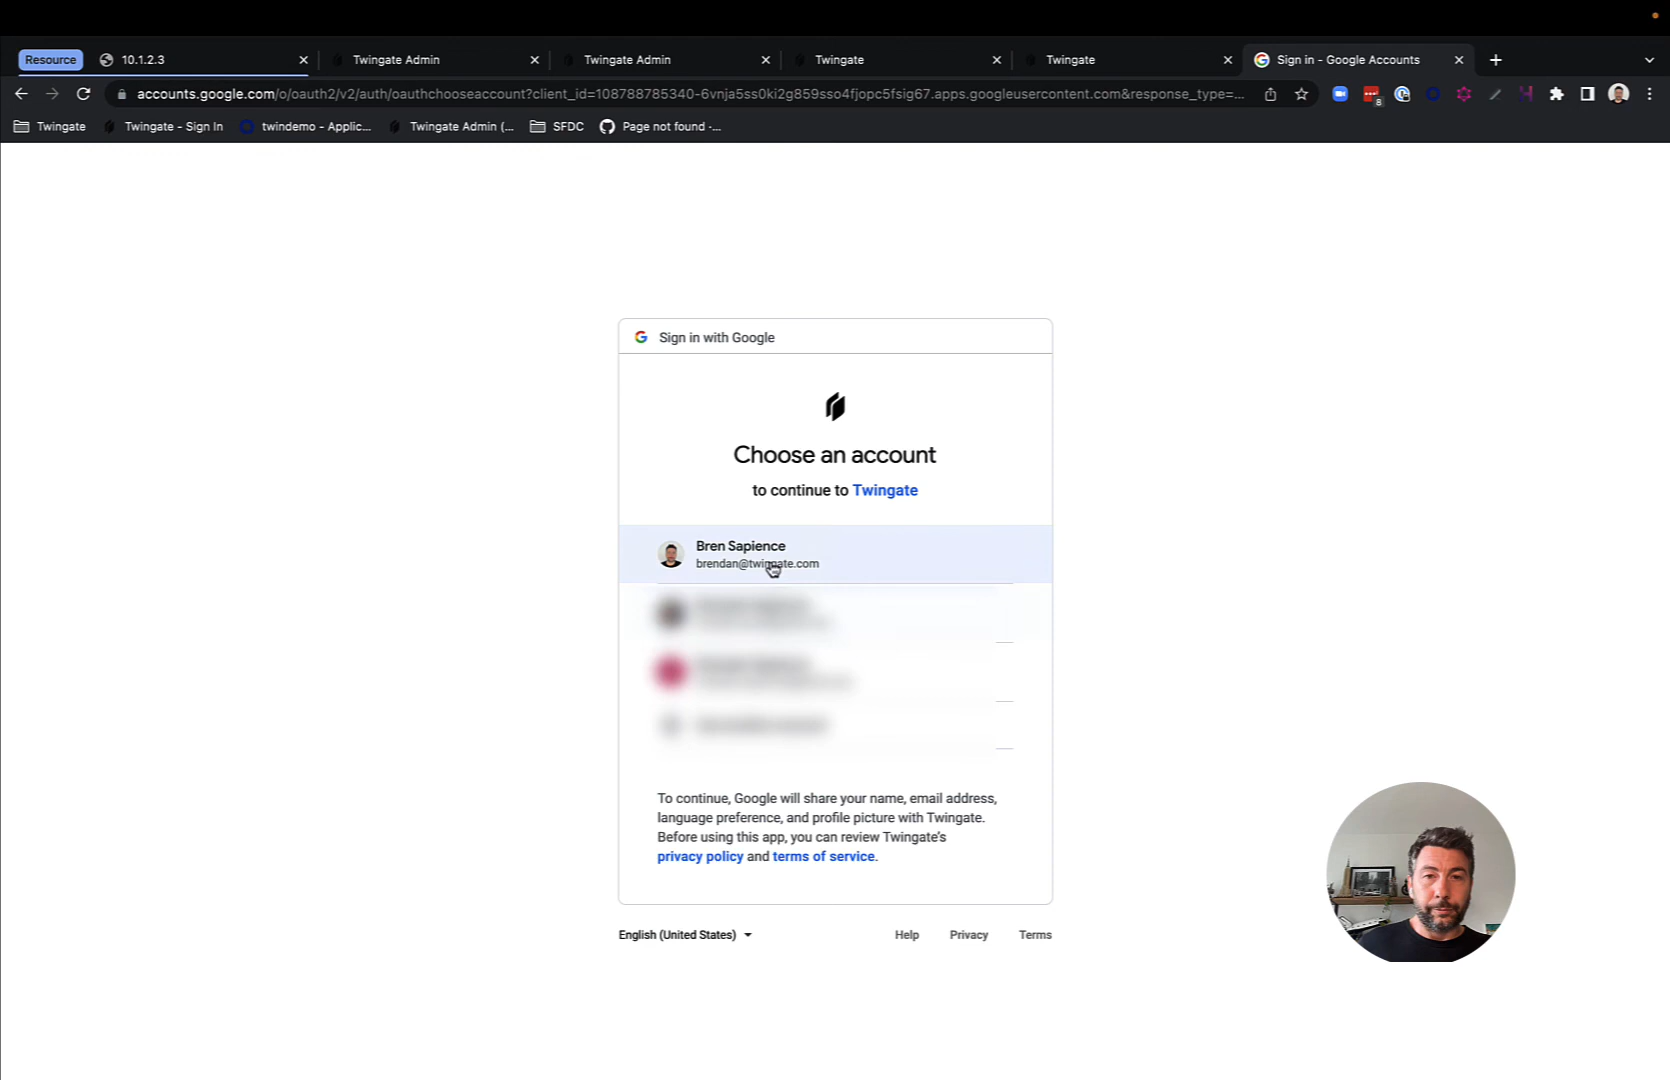 Resource
10.1.2.3
Twingate Admin
Twingate Admin
Twingate
Twingate
Sign in - Google Accounts
accounts.google.com/o/oauth2/v2/auth/oauthchooseaccount?client_id=108788785340-6vnja5ss0ki2g859sso4fjopc5fsig67.apps.googleusercontent.com&response_type=...
8
Twingate
Twingate - Sign In
twindemo - Applic...
Twingate Admin (...
SFDC
Page not found ·...
Sign in with Google
Choose an account
to continue to Twingate
Bren Sapience
brendan@twingate.com
To continue, Google will share your name, email address,
language preference, and profile picture with Twingate.
Before using this app, you can review Twingate's
privacy policy and terms of service.
English (United States)
Help
Privacy
Terms